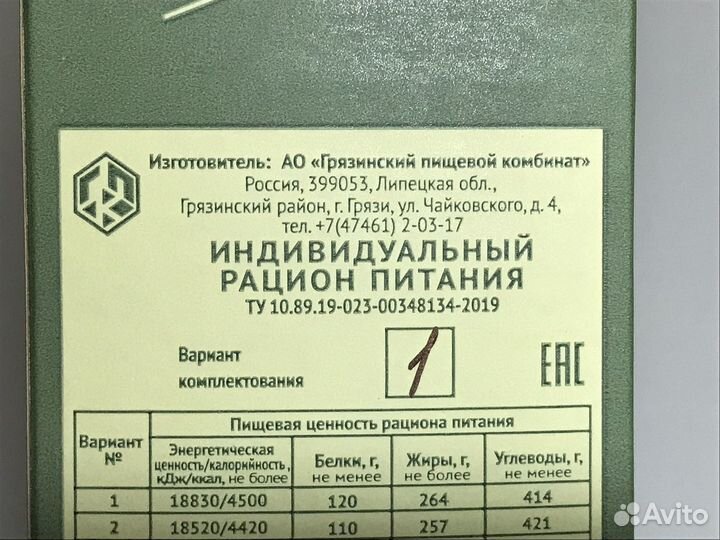 Изготовитель: АО «Грязинский пищевой комбинат»
Россия, 399053, Липецкая обл.,
Грязинский район, г. Грязи, ул. Чайковского, д. 4,
тел. +7(47461) 2-03-17
ИНДИВИДУАЛЬНЫЙ
РАЦИОН ПИТАНИЯ
ТУ 10.89.19-023-00348134-2019
Вариант
комплектования
1
ЕАС
Пищевая ценность рациона питания
Вариант
№
Энергетическая
ценность/калорийность,
кДж/ккал, не более
Белки, г,
не менее
Жиры, г,
не более
Углеводы, г,
не менее
1 18830/4500 120 264 414
2 18520/4420 110 257 421
Avito